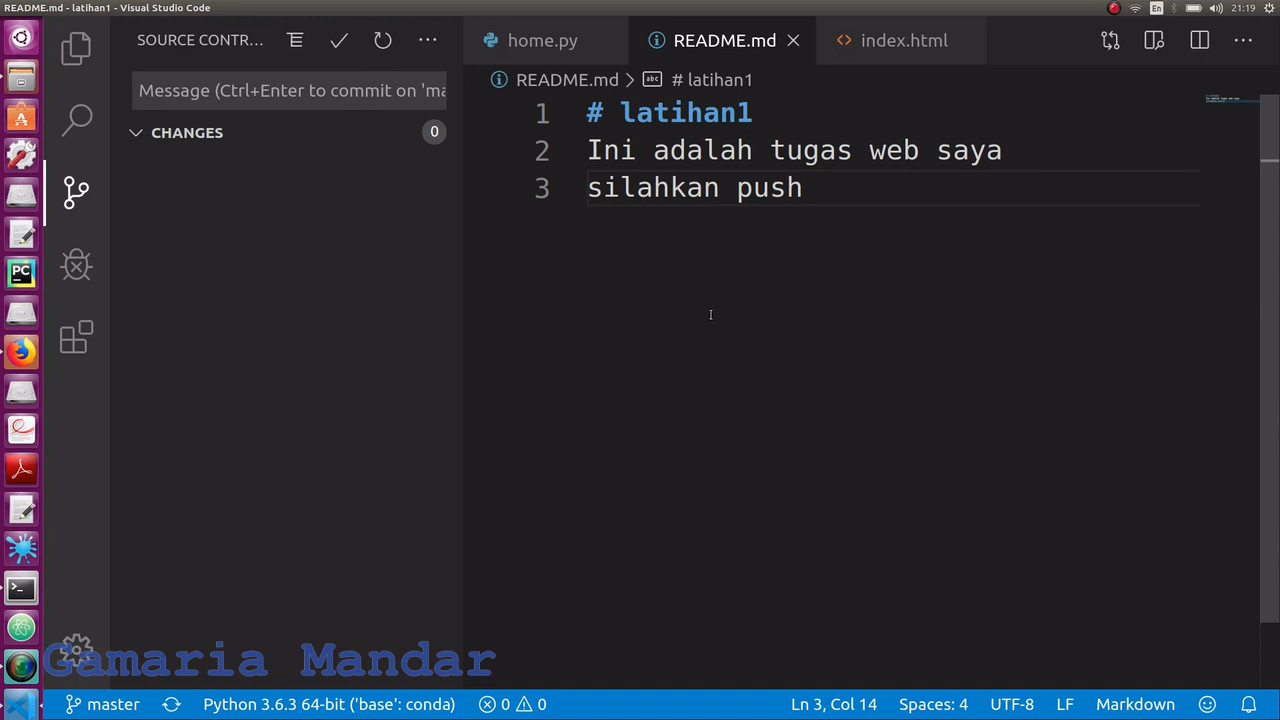 README.md - latihan1 - Visual Studio Code
En
21:19
SOURCE CONTR...
home.py
README.md
index.html
Message (Ctrl+Enter to commit on 'ma
README.md > # latihan1
CHANGES
0
1 # latihan1
2 Ini adalah tugas web saya
3 silahkan push
PC
Gamaria Mandar
master
Python 3.6.3 64-bit ('base': conda)
0
0
Ln 3, Col 14
Spaces: 4
UTF-8
LF
Markdown